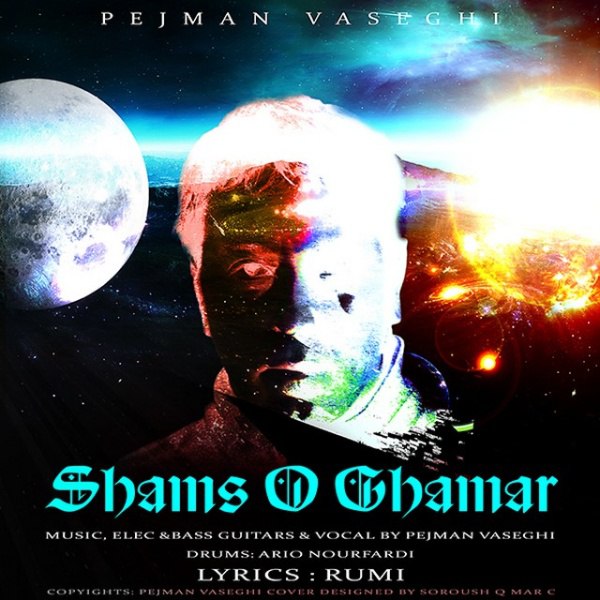 PEJMAN VASEGHI
Shams O Ghamar
MUSIC, ELEC &BASS GUITARS & VOCAL BY PEJMAN VASEGHI
DRUMS: ARIO NOURFARDI
LYRICS : RUMI
COPYIGHTS: PEJMAN VASEGHI COVER DESIGNED BY SOROUSH Q MAR C